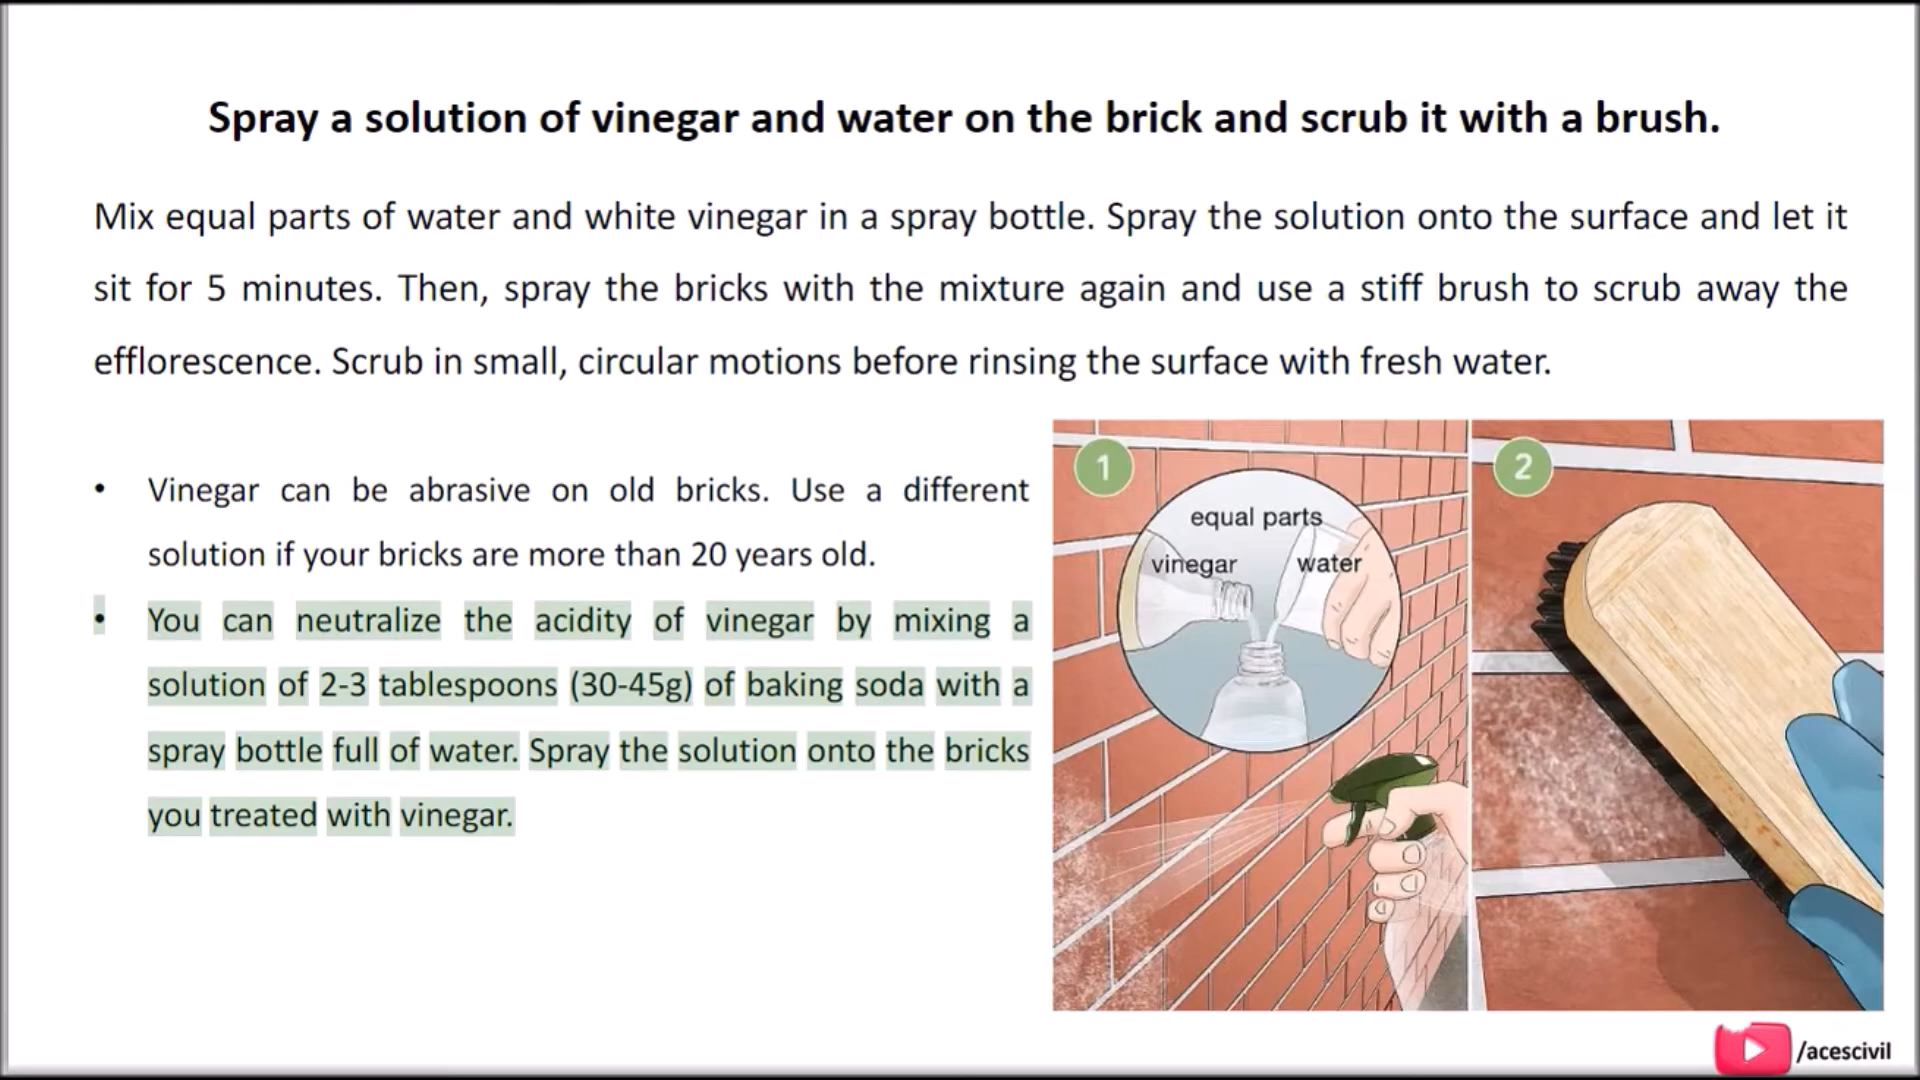 Spray a solution of vinegar and water on the brick and scrub it with a brush.
Mix equal parts of water and white vinegar in a spray bottle. Spray the solution onto the surface and let it
sit for 5 minutes. Then, spray the bricks with the mixture again and use a stiff brush to scrub away the
efflorescence. Scrub in small, circular motions before rinsing the surface with fresh water.
• Vinegar can be abrasive on old bricks. Use a different
solution if your bricks are more than 20 years old.
• You can neutralize the acidity of vinegar by mixing a
solution of 2-3 tablespoons (30-45g) of baking soda with a
spray bottle full of water. Spray the solution onto the bricks
you treated with vinegar.
1
equal parts
vinegar water
2
/acescivil